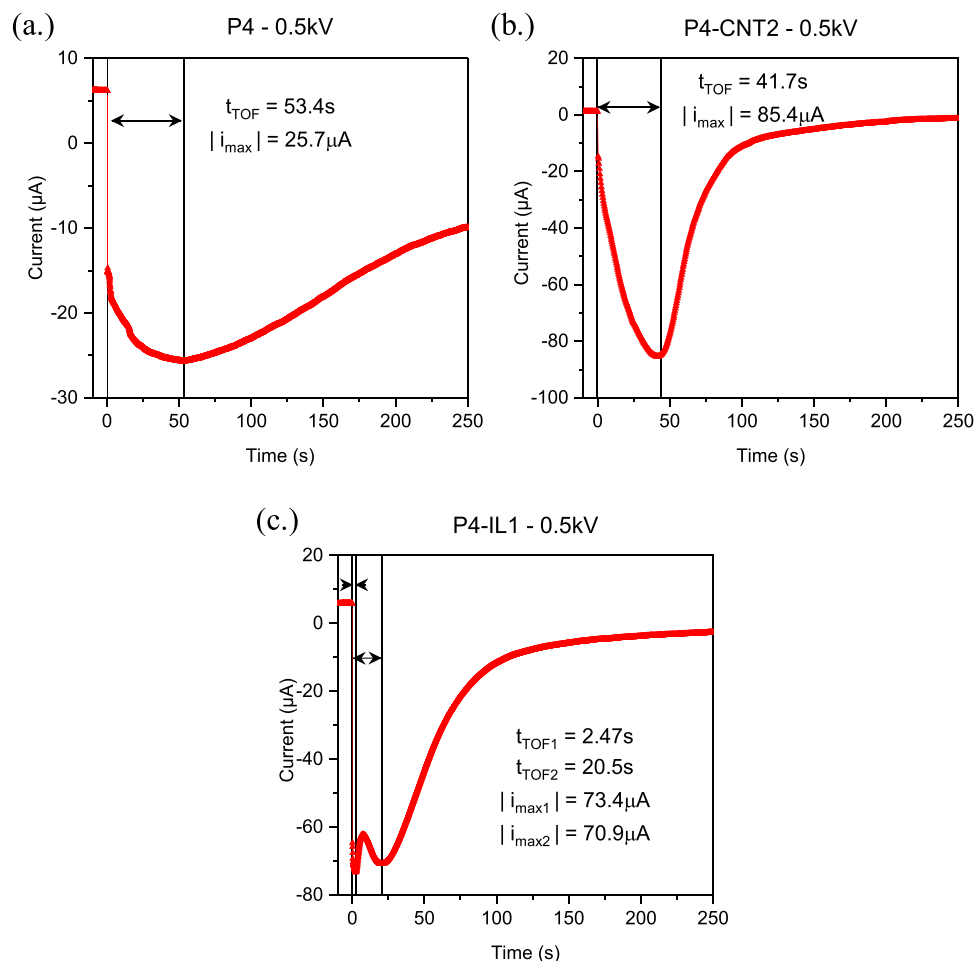 (a.)
P4 - 0.5kV
10
0
-10
-20
-30
Current (µA)
t_TOF = 53.4s
| i_max | = 25.7µA
0 50 100 150 200 250
Time (s)
(b.)
P4-CNT2 - 0.5kV
20
0
-20
-40
-60
-80
-100
Current (µA)
t_TOF = 41.7s
| i_max | = 85.4µA
0 50 100 150 200 250
Time (s)
(c.)
P4-IL1 - 0.5kV
20
0
-20
-40
-60
-80
Current (µA)
t_TOF1 = 2.47s
t_TOF2 = 20.5s
| i_max1 | = 73.4µA
| i_max2 | = 70.9µA
0 50 100 150 200 250
Time (s)